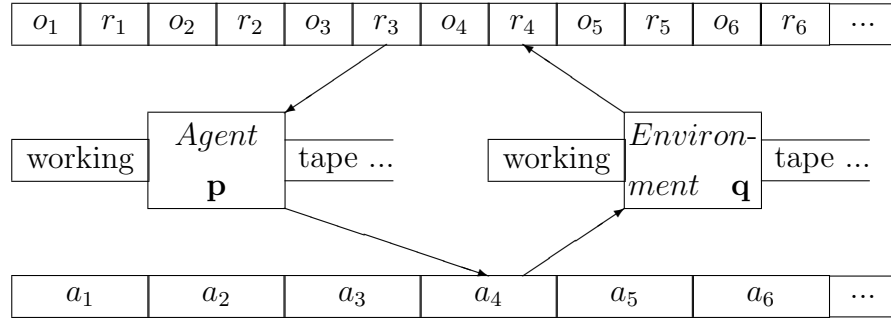 o₁ r₁ o₂ r₂ o₃ r₃ o₄ r₄ o₅ r₅ o₆ r₆ ...
working Agent p tape ...
working Environ- ment q tape ...
a₁ a₂ a₃ a₄ a₅ a₆ ...